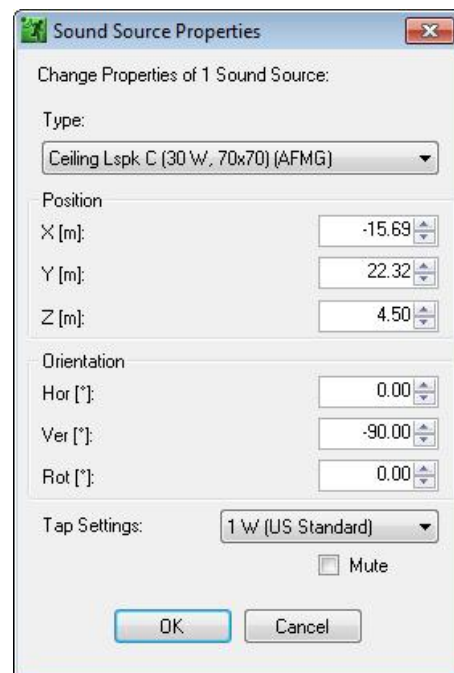 Sound Source Properties
Change Properties of 1 Sound Source:
Type:
Ceiling Lspk C (30 W, 70x70) (AFMG)
Position
X [m]: -15.69
Y [m]: 22.32
Z [m]: 4.50
Orientation
Hor [°]: 0.00
Ver [°]: -90.00
Rot [°]: 0.00
Tap Settings: 1 W (US Standard)
Mute
OK Cancel